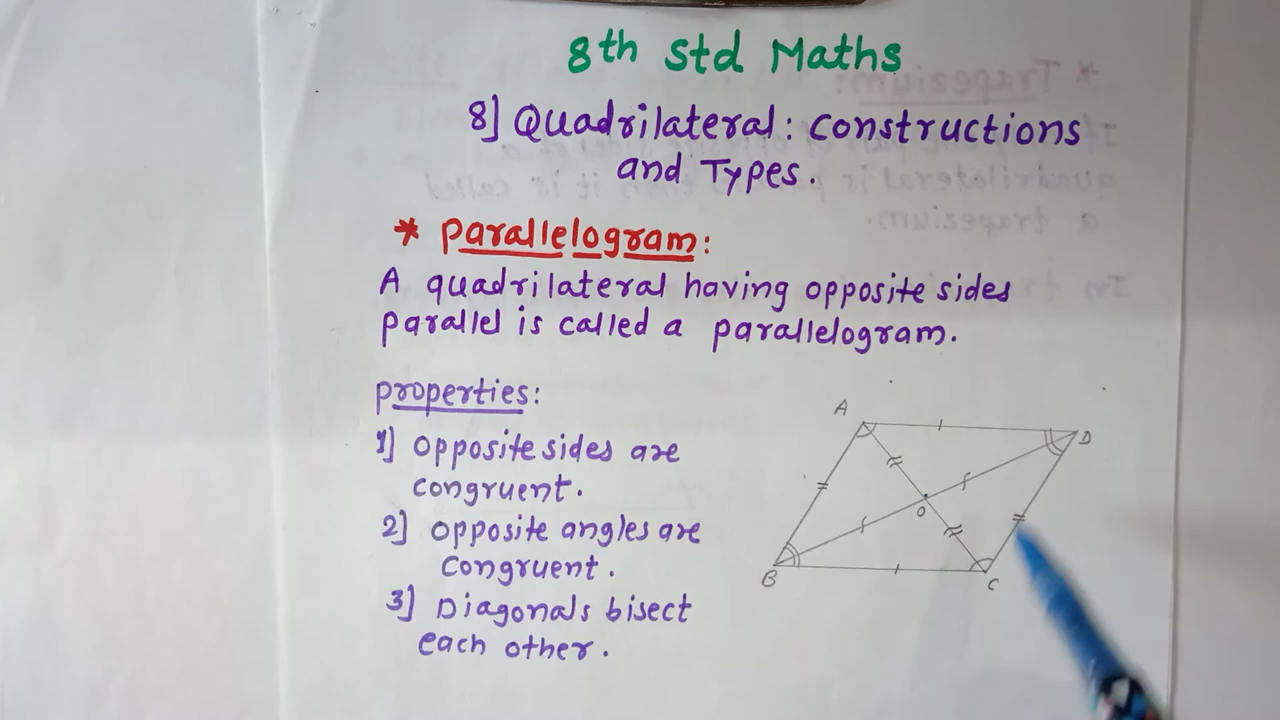 8th Std Maths
8] Quadrilateral: constructions
and Types.
* parallelogram:
A quadrilateral having opposite sides
parallel is called a parallelogram.
properties:
1] opposite sides are
congruent.
2] opposite angles are
congruent.
3] Diagonals bisect
each other.
A
D
O
B
C